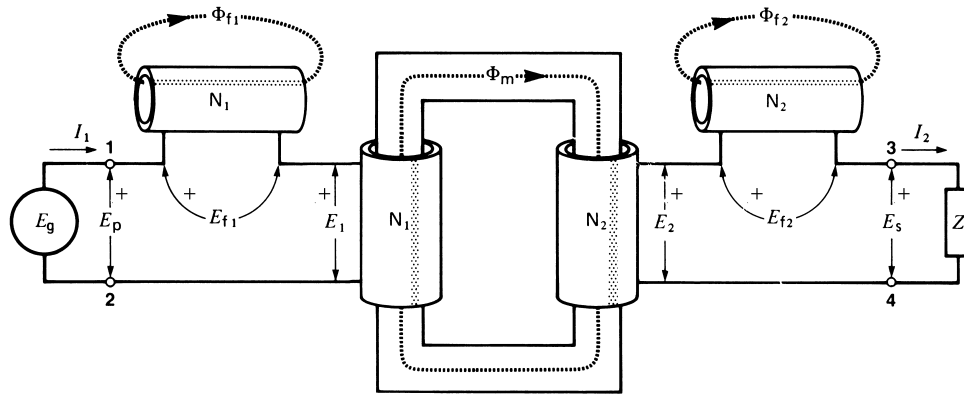 Φf1
Φf2
Φm
N1
N2
I1
1
3
I2
+
+
+
+
+
+
Eg
Ep
Ef1
E1
N1
N2
E2
Ef2
Es
Z
2
4